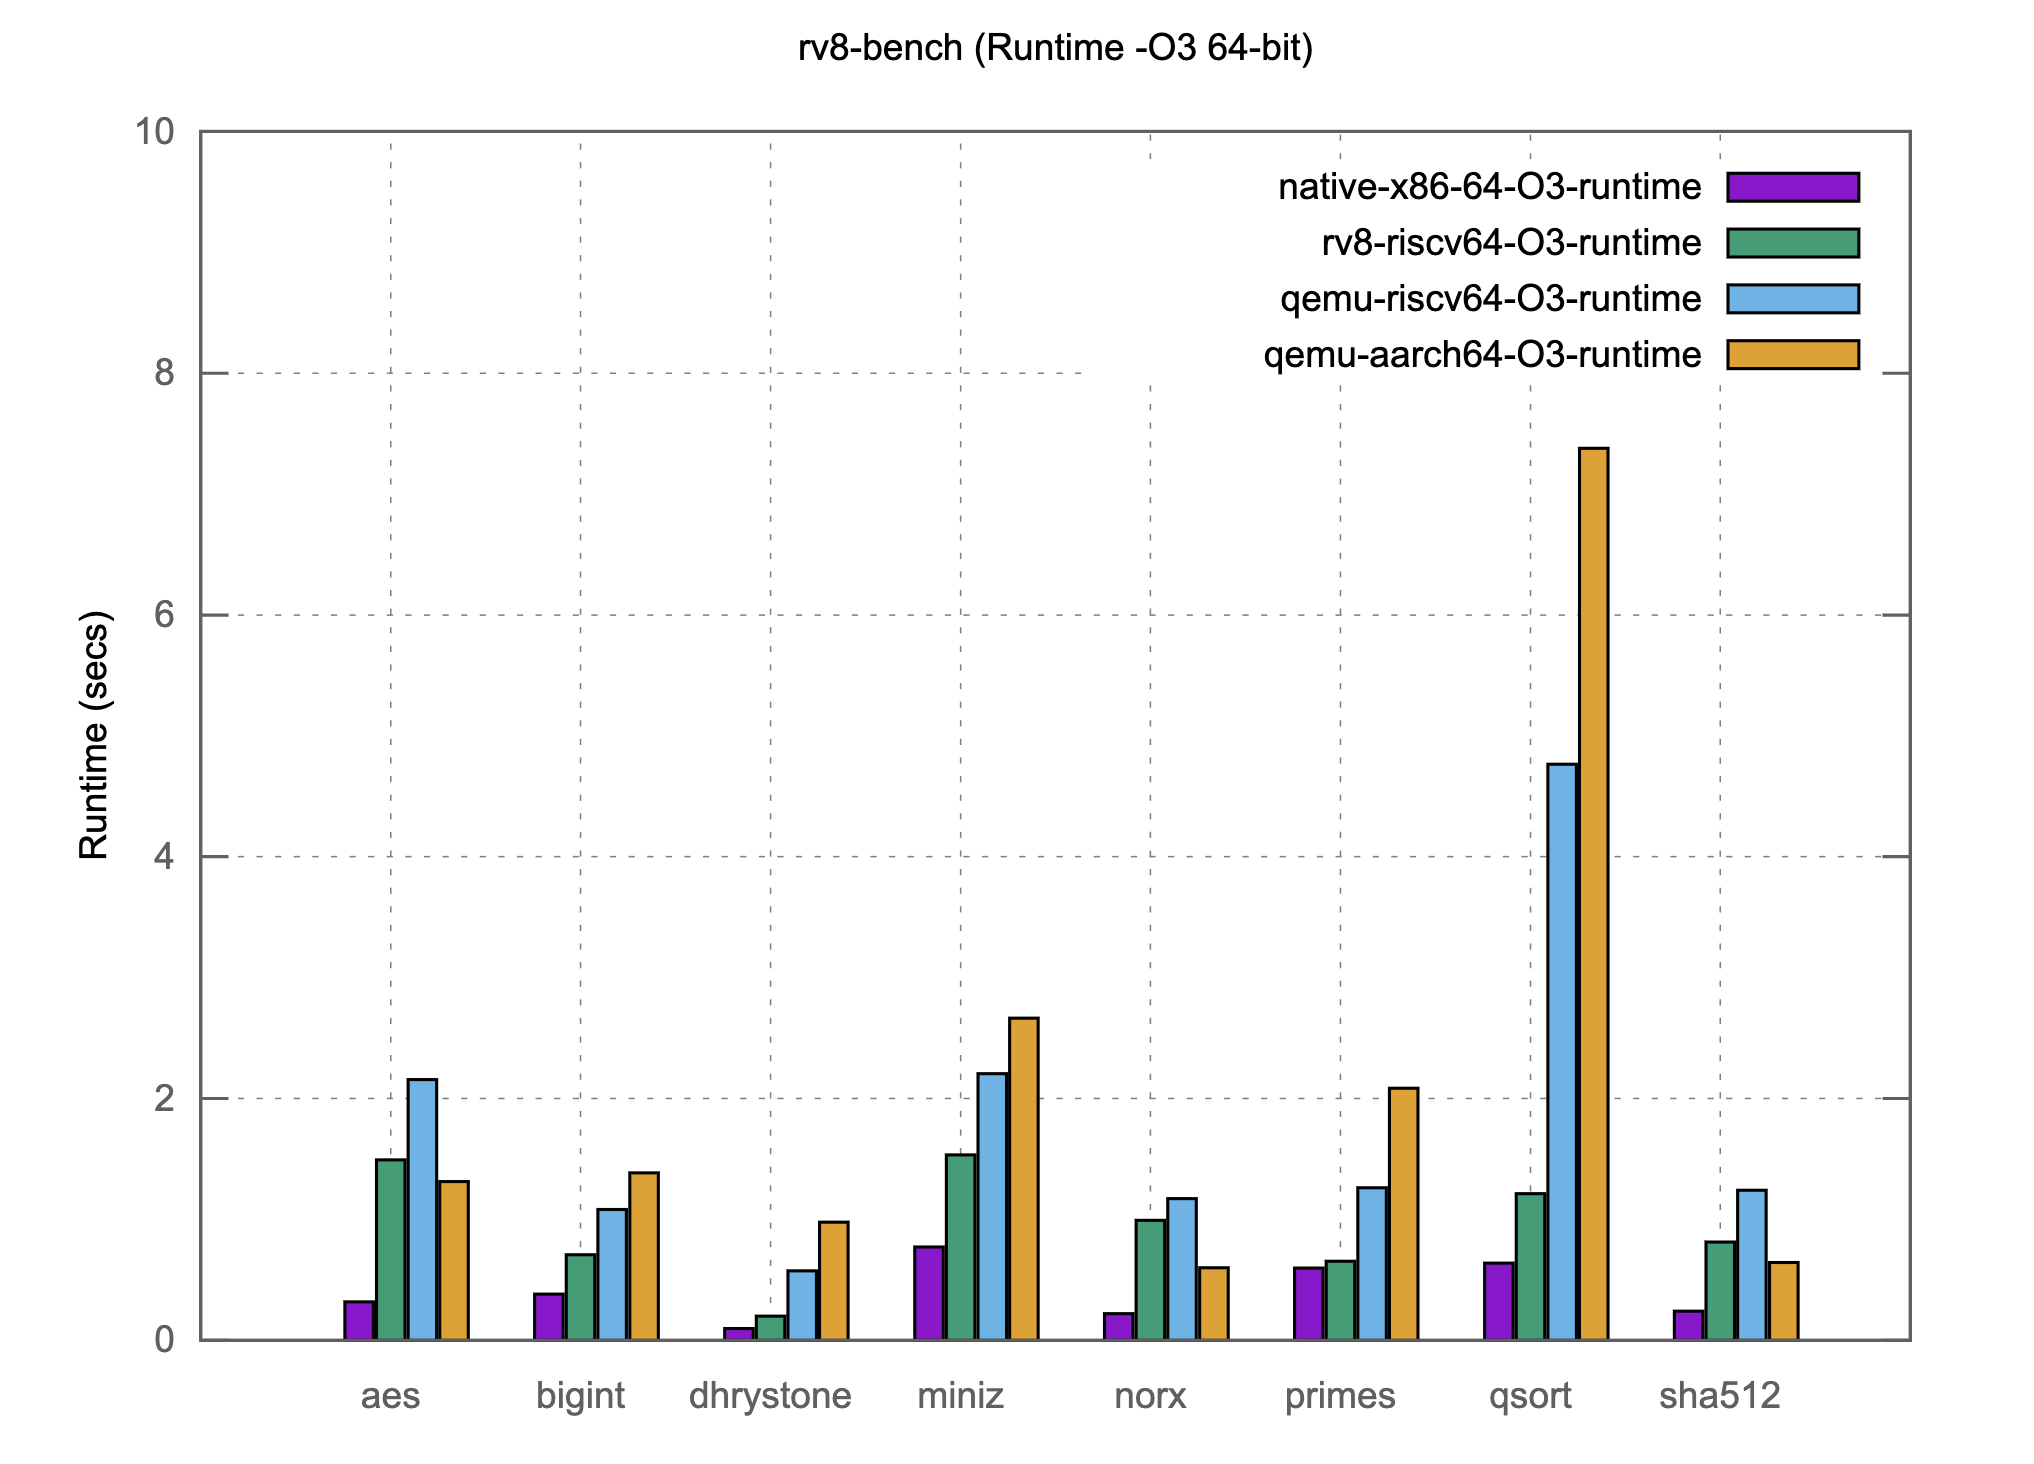 rv8-bench (Runtime -O3 64-bit)
native-x86-64-O3-runtime
rv8-riscv64-O3-runtime
qemu-riscv64-O3-runtime
qemu-aarch64-O3-runtime
Runtime (secs)
10
8
6
4
2
0
aes bigint dhrystone miniz norx primes qsort sha512